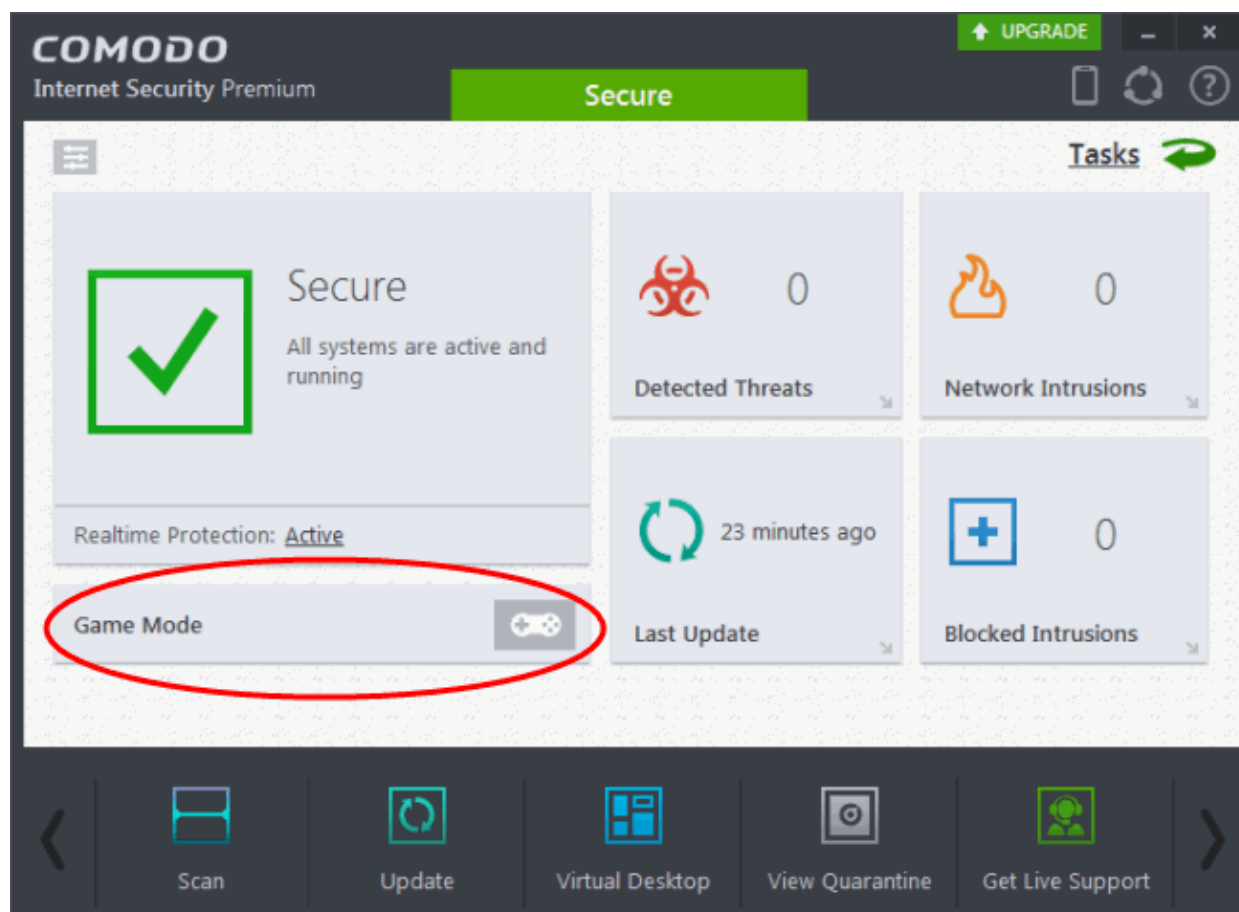 COMODO
Internet Security Premium
UPGRADE
Secure
Tasks
Secure
All systems are active and
running
Realtime Protection: Active
Game Mode
0
Detected Threats
0
Network Intrusions
23 minutes ago
Last Update
0
Blocked Intrusions
Scan
Update
Virtual Desktop
View Quarantine
Get Live Support